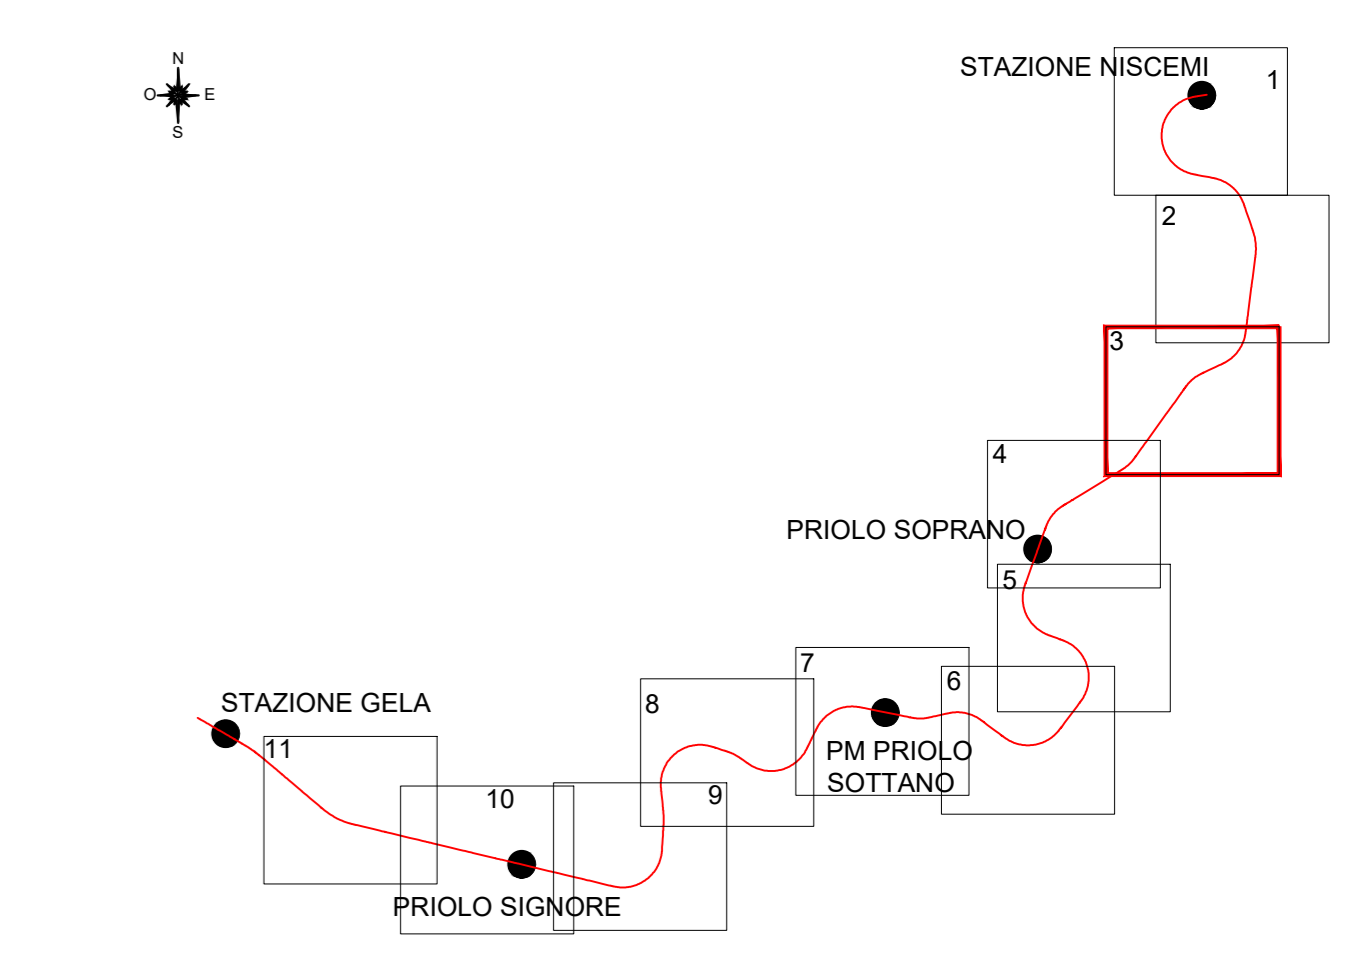 N
O E
S
STAZIONE NISCEMI
1
2
3
4
PRIOLO SOPRANO
5
7
6
8
STAZIONE GELA
11
PM PRIOLO
SOTTANO
10
9
PRIOLO SIGNORE